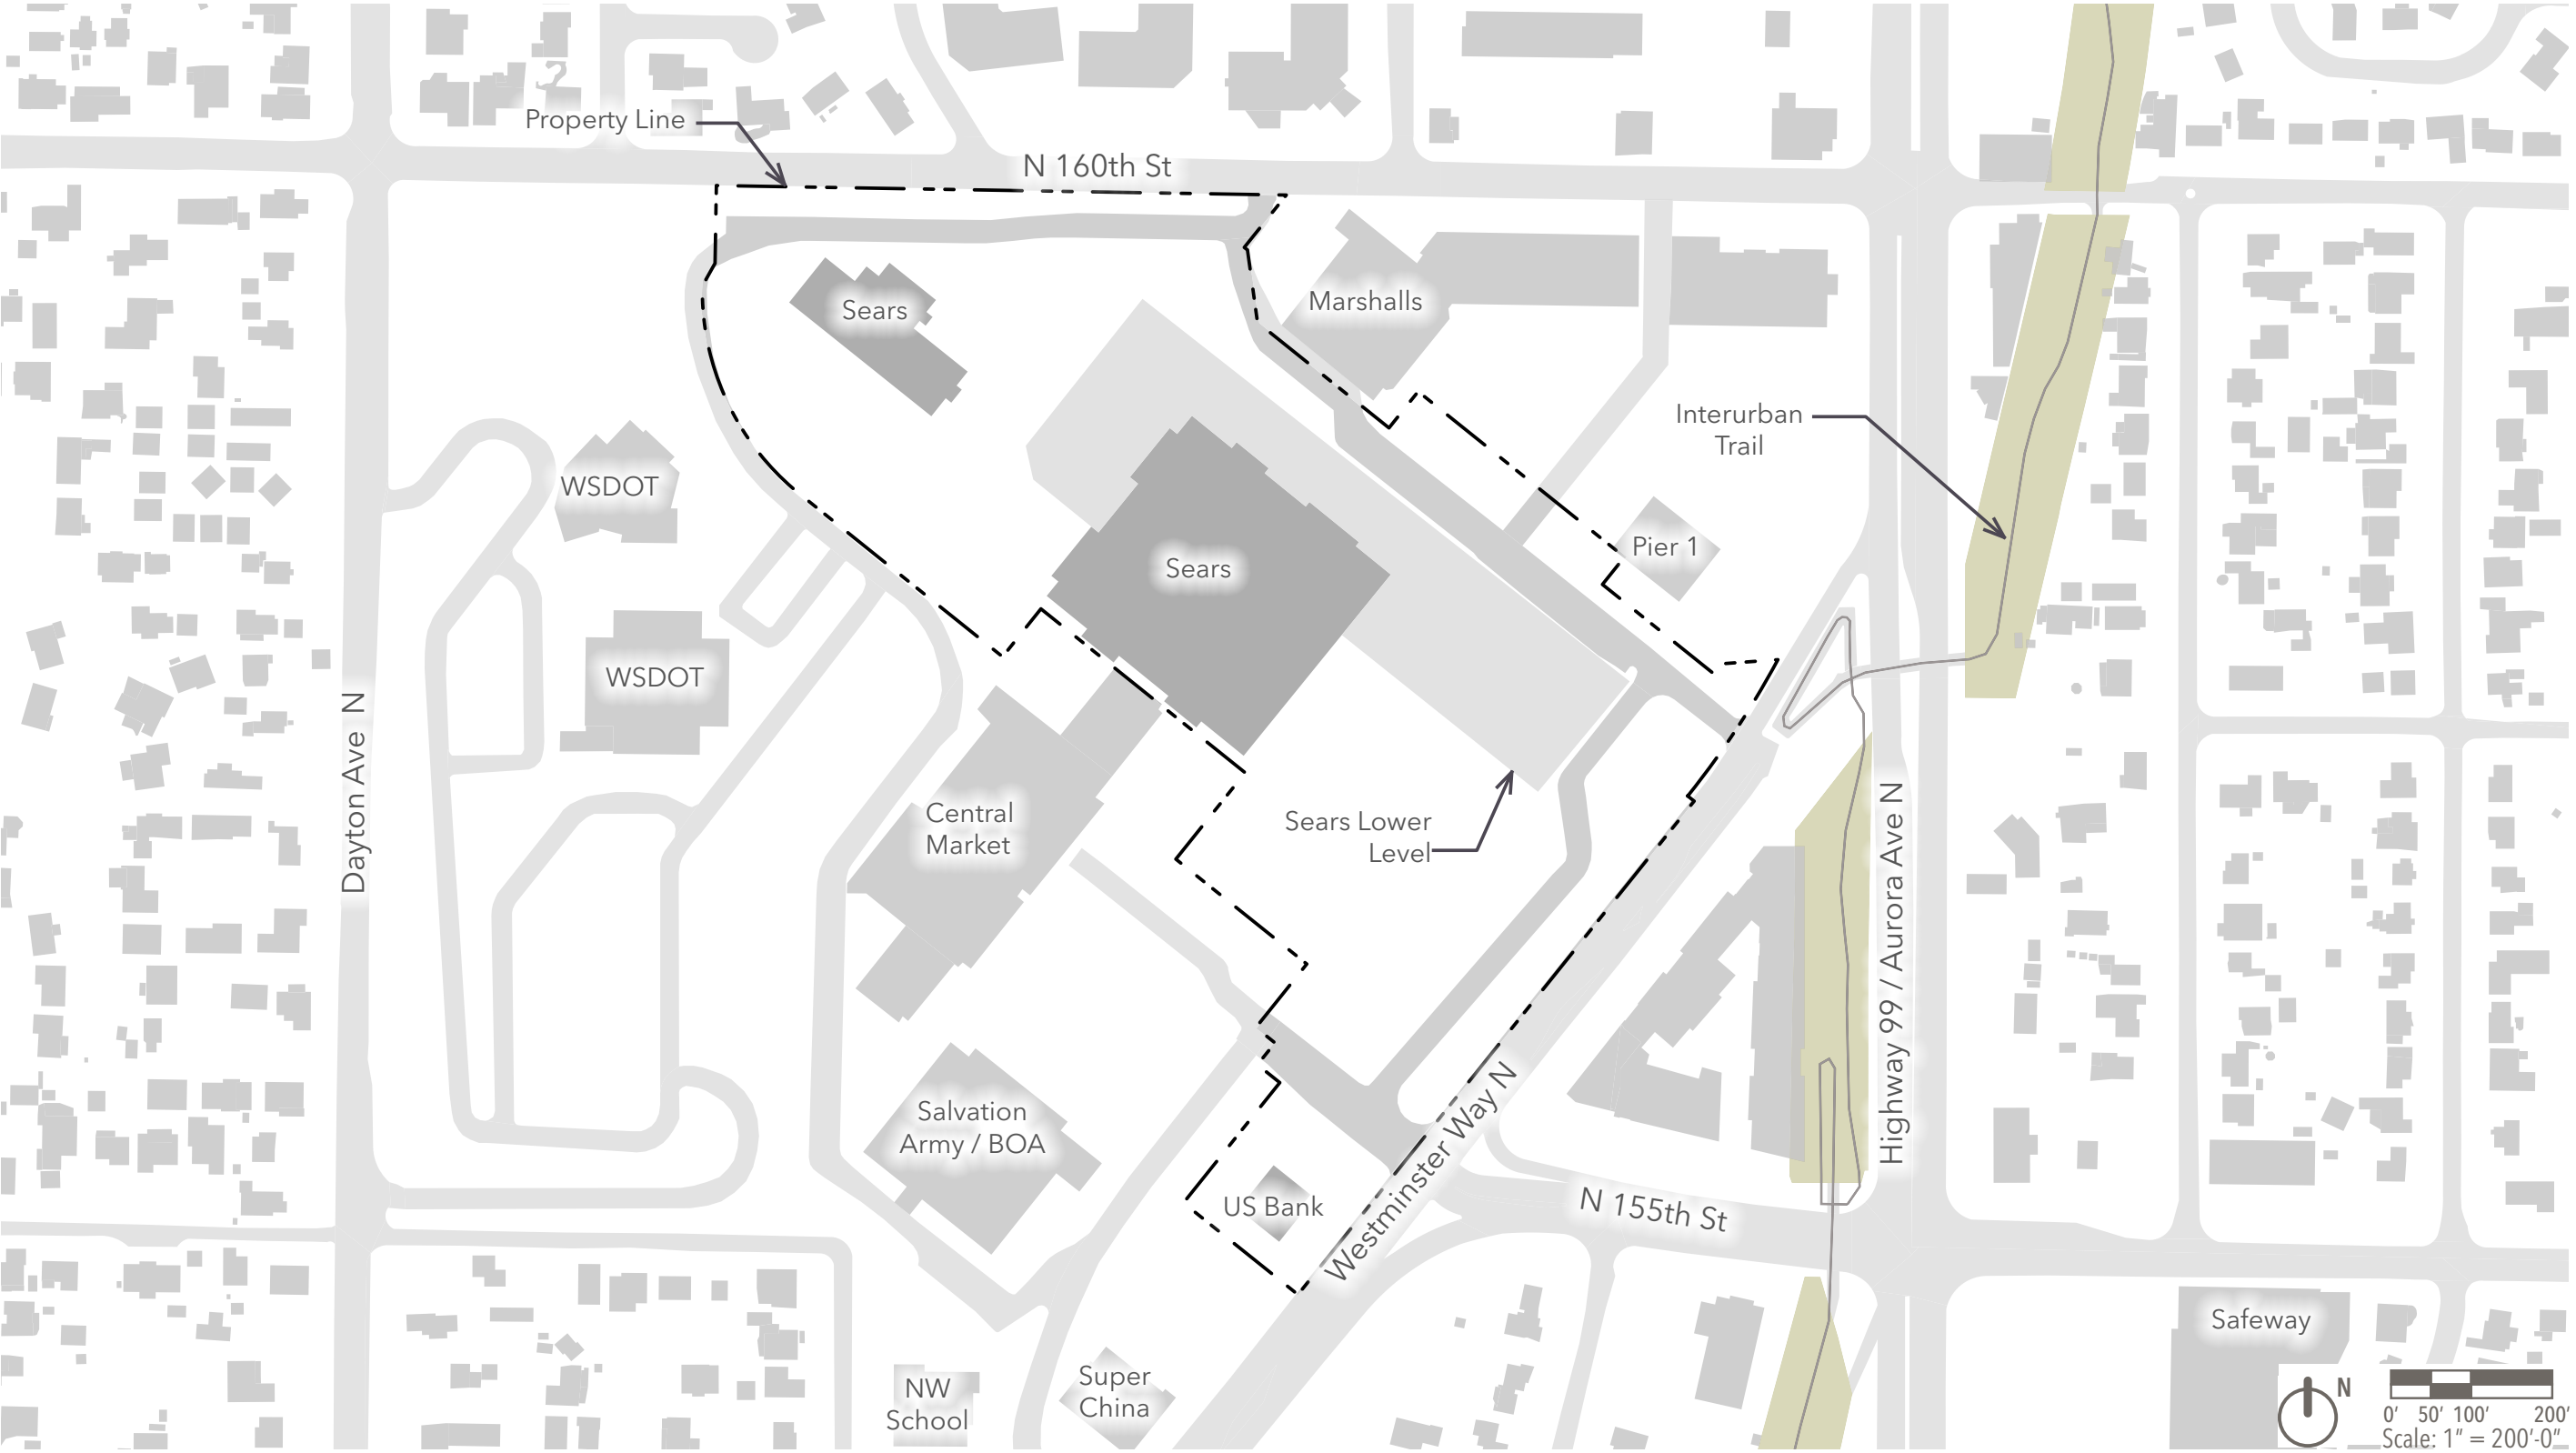 Property Line
N 160th St
Sears
Marshalls
Interurban
Trail
WSDOT
Pier 1
Sears
WSDOT
Dayton Ave N
Central
Market
Sears Lower
Level
Highway 99 / Aurora Ave N
Salvation
Army / BOA
Westminster Way N
US Bank
N 155th St
Safeway
NW
School
Super
China
N
0' 50' 100' 200'
Scale: 1" = 200'-0"